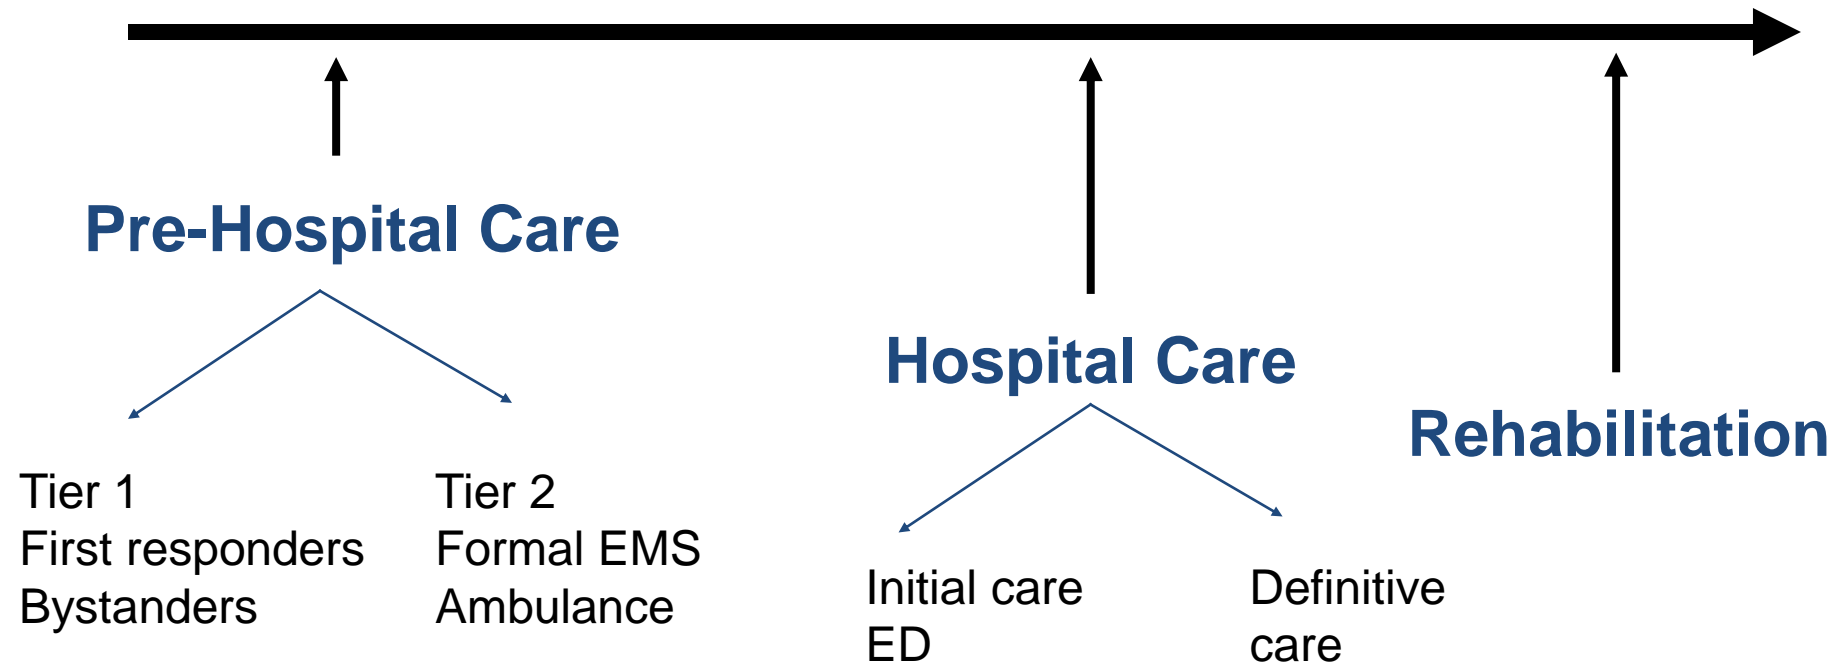 Pre-Hospital Care
Tier 1
First responders
Bystanders
Tier 2
Formal EMS
Ambulance
Hospital Care
Initial care
ED
Definitive
care
Rehabilitation